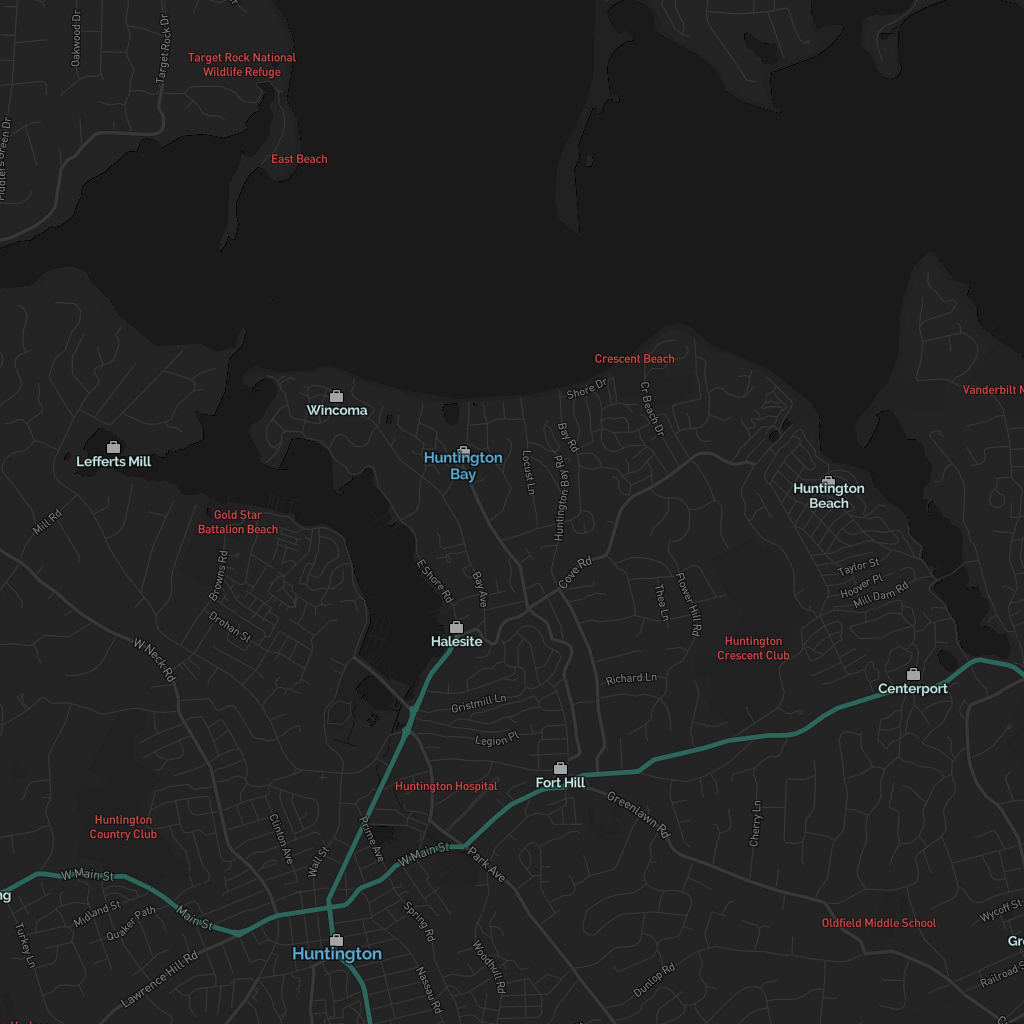 Oakwood Dr
Target Rock Dr
Target Rock National
Wildlife Refuge
East Beach
Crescent Beach
Shore Dr
Cr Beach Dr
Vanderbilt
Wincoma
Bay Rd
Lefferts Mill
Huntington
Bay
Locust Ln
Huntington Bay Rd
Huntington
Beach
Mill Rd
Gold Star
Battalion Beach
Browns Rd
E Shore Rd
Bay Ave
Cove Rd
Thea Ln
Flower Hill Rd
Taylor St
Hoover Pl
Mill Dam Rd
Drohan St
W Neck Rd
Halesite
Huntington
Crescent Club
Richard Ln
Centerport
Gristmill Ln
Legion Pl
Fort Hill
Huntington Hospital
Greenlawn Rd
Cherry Ln
Huntington
Country Club
Clinton Ave
Wall St
Prime Ave
W Main St
Park Ave
W Main St
Midland St
Quaker Path
Main St
Turkey Ln
Spring Rd
Oldfield Middle School
Wycoff St
Huntington
Woodhull Rd
Nassau Rd
Dunlop Rd
Lawrence Hill Rd
Railroad S